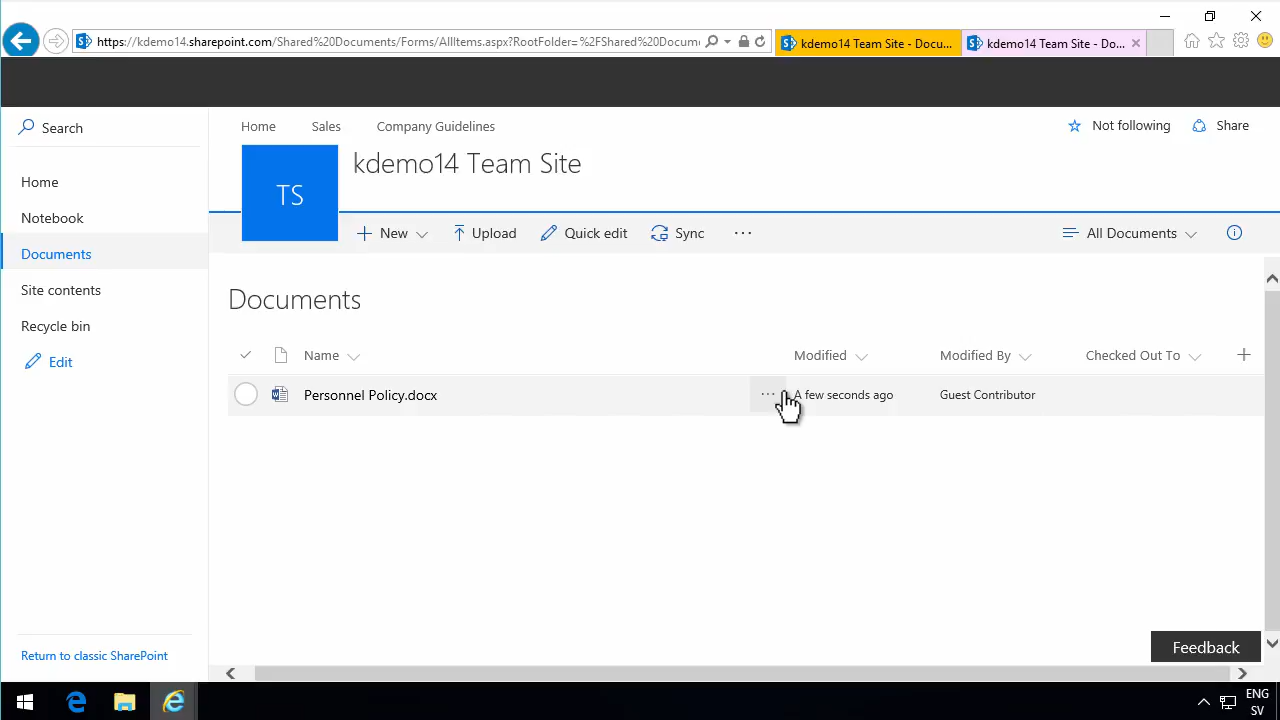 https://kdemo14.sharepoint.com/Shared%20Documents/Forms/AllItems.aspx?RootFolder=%2FShared%20Docum
kdemo14 Team Site - Docu...
kdemo14 Team Site - Do...
Search
Home
Notebook
Documents
Site contents
Recycle bin
Edit
Return to classic SharePoint
Home Sales Company Guidelines
Not following Share
TS
kdemo14 Team Site
New Upload Quick edit Sync ...
All Documents
Documents
Name Modified Modified By Checked Out To
Personnel Policy.docx ... A few seconds ago Guest Contributor
Feedback
ENG
SV